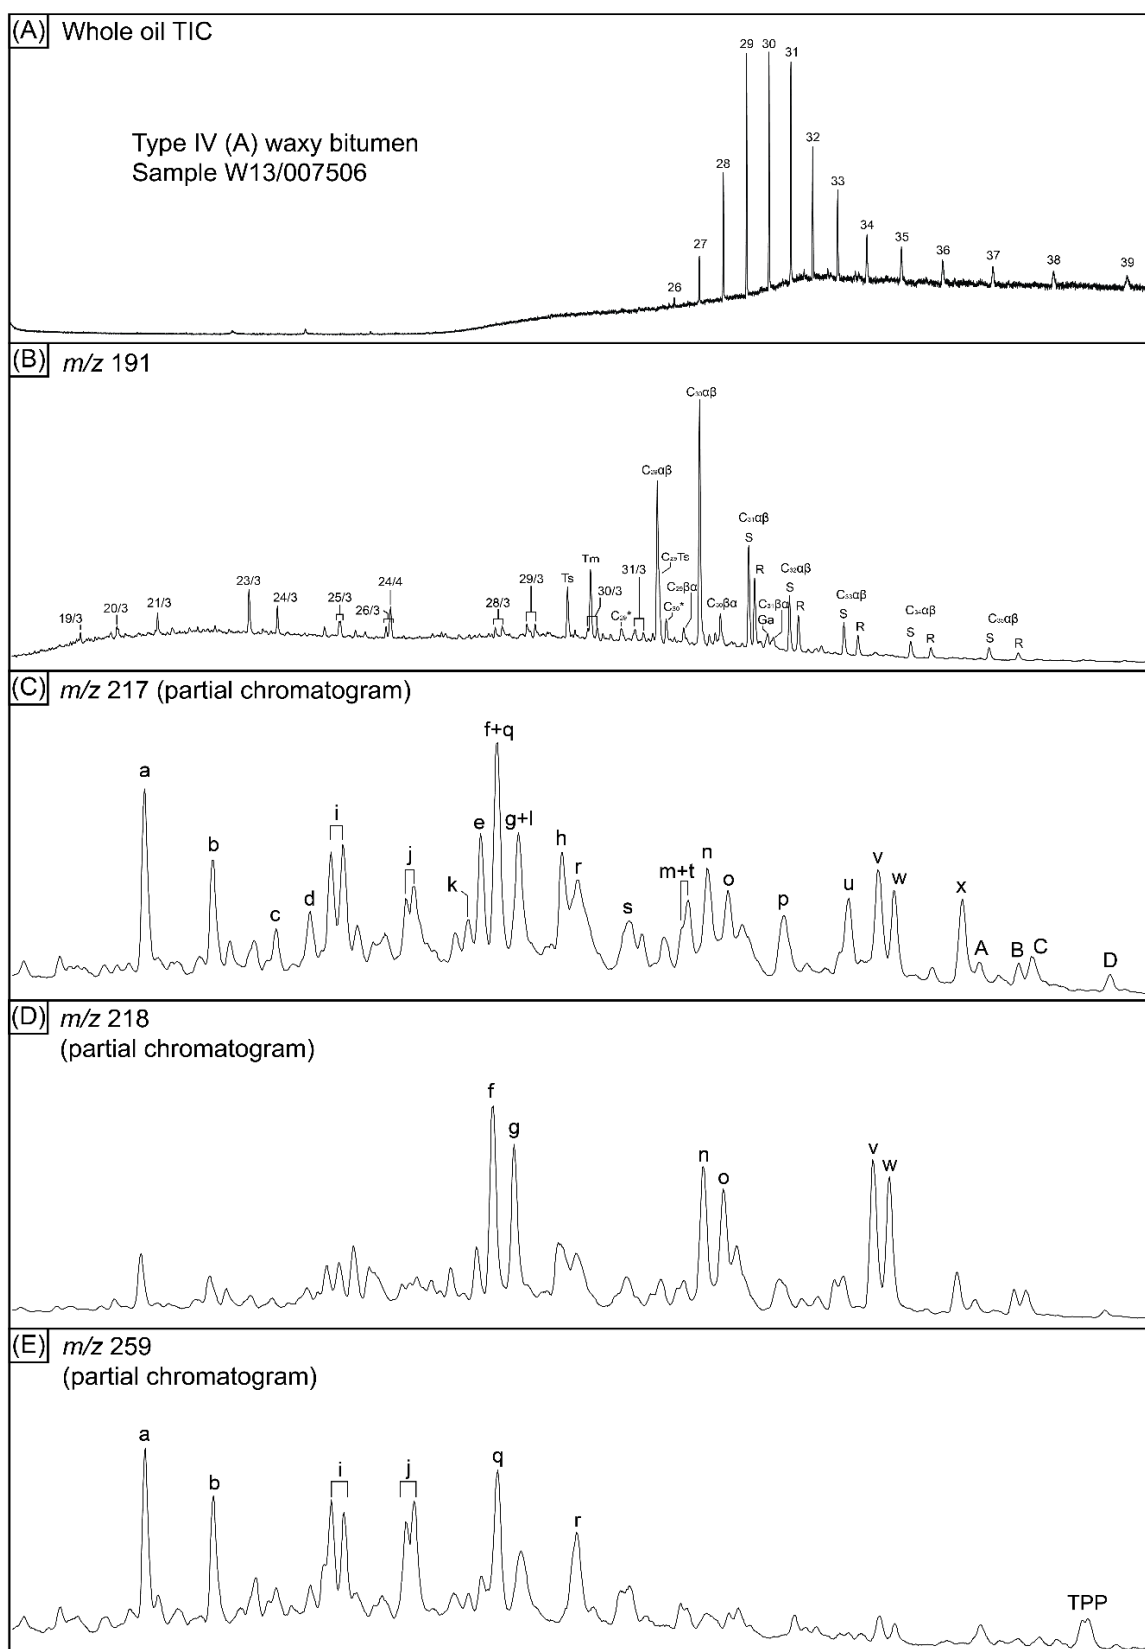 (A) Whole oil TIC
Type IV (A) waxy bitumen
Sample W13/007506
26 27 28 29 30 31 32 33 34 35 36 37 38 39
(B) m/z 191
19/3 20/3 21/3 23/3 24/3 25/3 26/3 24/4 28/3 29/3 Ts Tm 30/3 C₂₉* 31/3 C₂₉αβ C₂₉Ts C₃₀* C₂₉βα C₃₀αβ C₃₀βα
C₃₁αβ
S R Ga C₃₁βα
C₃₂αβ
S R
C₃₃αβ
S R
C₃₄αβ
S R
C₃₅αβ
S R
(C) m/z 217 (partial chromatogram)
a b c d i j k e f+q g+l h r s m+t n o p u v w x A B C D
(D) m/z 218
(partial chromatogram)
f g n o v w
(E) m/z 259
(partial chromatogram)
a b i j q r TPP